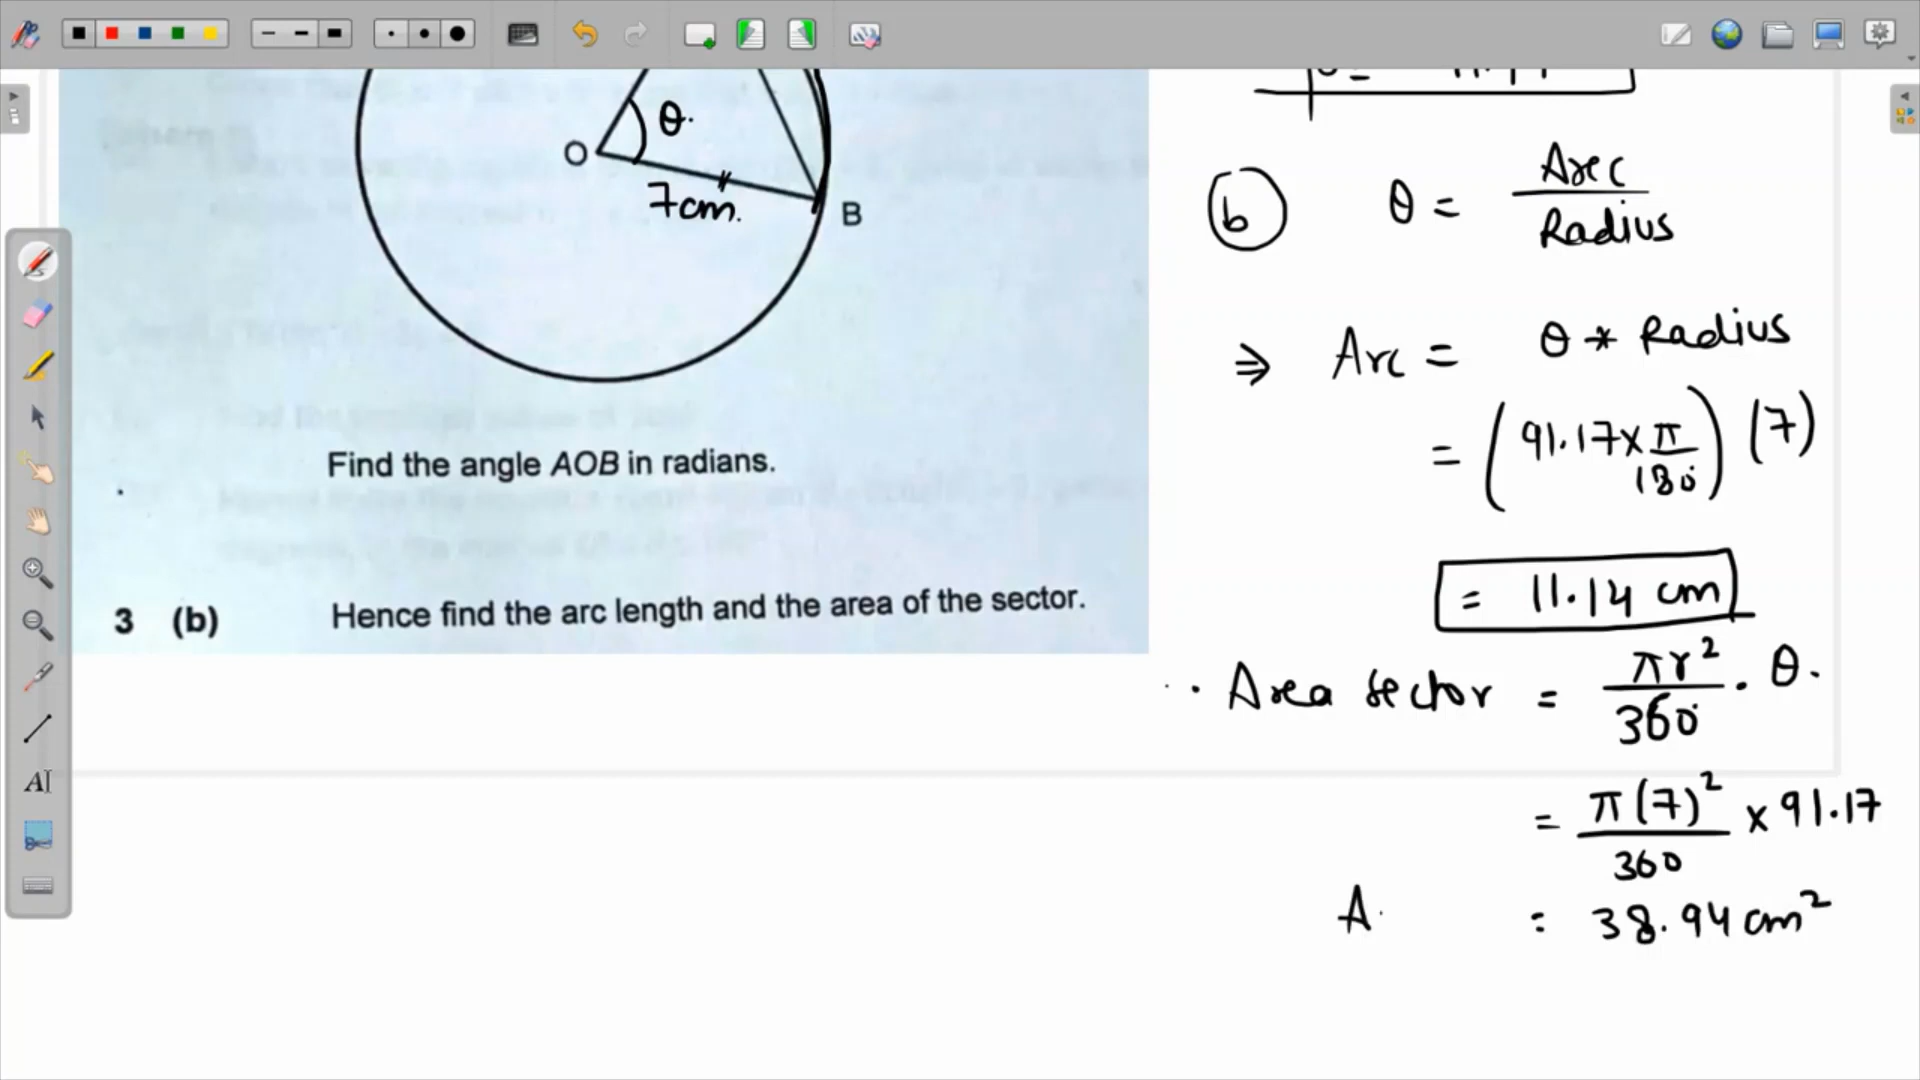 θ.
O
7cm.
B
Find the angle AOB in radians.
3 (b) Hence find the arc length and the area of the sector.
(b) θ = Arc / Radius
⇒ Arc = θ * Radius
= (91.17 × π / 180) (7)
= 11.14 cm
Area sector = πr² / 360 . θ.
= π(7)² / 360 × 91.17
A = 38.94 cm²
AI